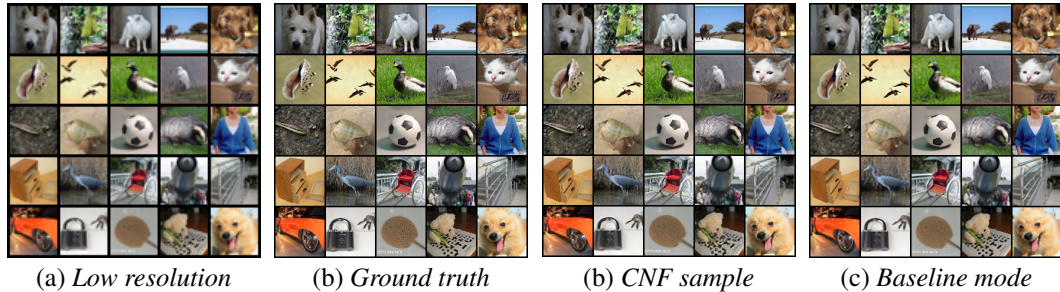 (a) Low resolution
(b) Ground truth
(b) CNF sample
(c) Baseline mode